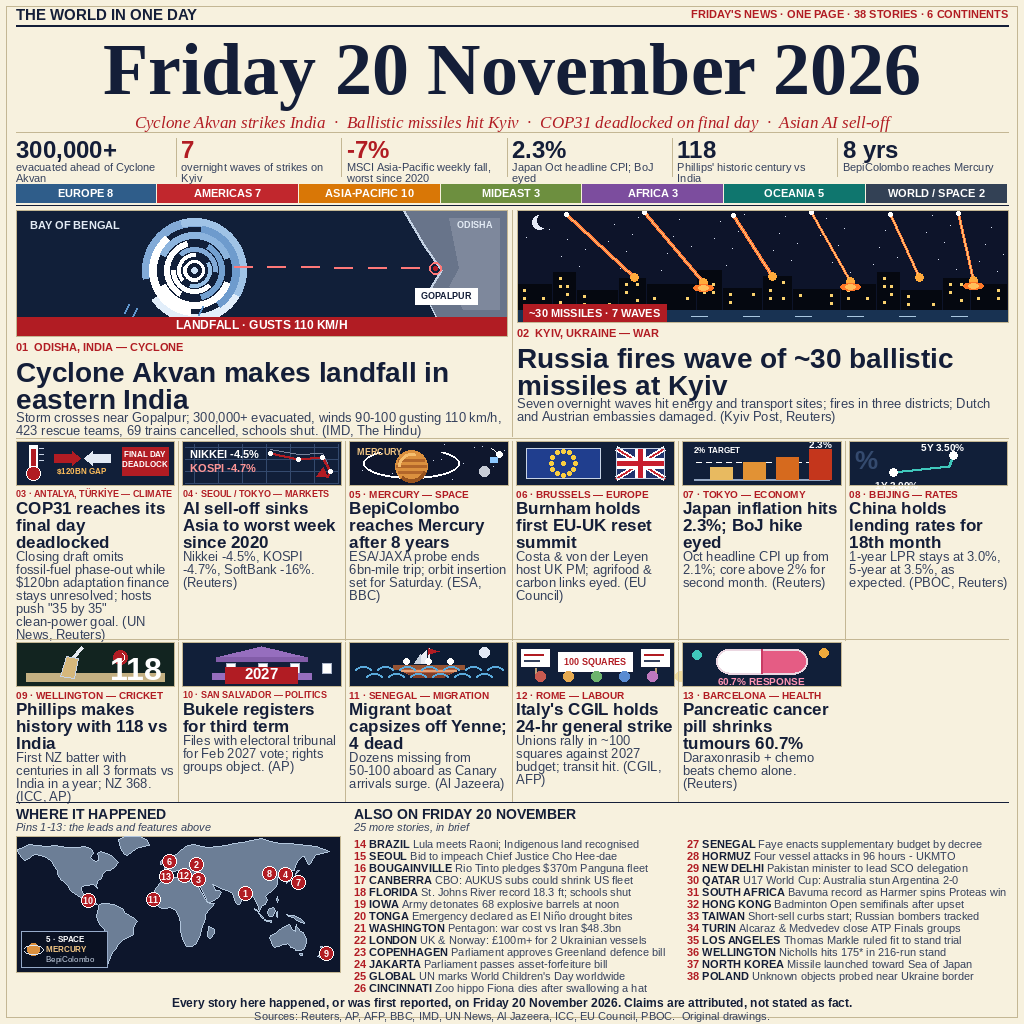 THE WORLD IN ONE DAY
FRIDAY'S NEWS · ONE PAGE · 38 STORIES · 6 CONTINENTS
Friday 20 November 2026
Cyclone Akvan strikes India · Ballistic missiles hit Kyiv · COP31 deadlocked on final day · Asian AI sell-off
300,000+
evacuated ahead of Cyclone
Akvan
7
overnight waves of strikes on
Kyiv
-7%
MSCI Asia-Pacific weekly fall,
worst since 2020
2.3%
Japan Oct headline CPI; BoJ
eyed
118
Phillips' historic century vs
India
8 yrs
BepiColombo reaches Mercury
EUROPE 8
AMERICAS 7
ASIA-PACIFIC 10
MIDEAST 3
AFRICA 3
OCEANIA 5
WORLD / SPACE 2
BAY OF BENGAL
ODISHA
GOPALPUR
LANDFALL · GUSTS 110 KM/H
01 ODISHA, INDIA — CYCLONE
Cyclone Akvan makes landfall in
eastern India
Storm crosses near Gopalpur; 300,000+ evacuated, winds 90-100 gusting 110 km/h,
423 rescue teams, 69 trains cancelled, schools shut. (IMD, The Hindu)
~30 MISSILES · 7 WAVES
02 KYIV, UKRAINE — WAR
Russia fires wave of ~30 ballistic
missiles at Kyiv
Seven overnight waves hit energy and transport sites; fires in three districts; Dutch
and Austrian embassies damaged. (Kyiv Post, Reuters)
$120BN GAP
FINAL DAY
DEADLOCK
03 · ANTALYA, TÜRKİYE — CLIMATE
COP31 reaches its
final day
deadlocked
Closing draft omits
fossil-fuel phase-out while
$120bn adaptation finance
stays unresolved; hosts
push "35 by 35"
clean-power goal. (UN
News, Reuters)
NIKKEI -4.5%
KOSPI -4.7%
04 · SEOUL / TOKYO — MARKETS
AI sell-off sinks
Asia to worst week
since 2020
Nikkei -4.5%, KOSPI
-4.7%, SoftBank -16%.
(Reuters)
MERCURY
05 · MERCURY — SPACE
BepiColombo
reaches Mercury
after 8 years
ESA/JAXA probe ends
6bn-mile trip; orbit insertion
set for Saturday. (ESA,
BBC)
06 · BRUSSELS — EUROPE
Burnham holds
first EU-UK reset
summit
Costa & von der Leyen
host UK PM; agrifood &
carbon links eyed. (EU
Council)
2% TARGET
2.3%
07 · TOKYO — ECONOMY
Japan inflation hits
2.3%; BoJ hike
eyed
Oct headline CPI up from
2.1%; core above 2% for
second month. (Reuters)
%
5Y 3.50%
1Y 3.00%
08 · BEIJING — RATES
China holds
lending rates for
18th month
1-year LPR stays at 3.0%,
5-year at 3.5%, as
expected. (PBOC, Reuters)
118
09 · WELLINGTON — CRICKET
Phillips makes
history with 118 vs
India
First NZ batter with
centuries in all 3 formats vs
India in a year; NZ 368.
(ICC, AP)
2027
10 · SAN SALVADOR — POLITICS
Bukele registers
for third term
Files with electoral tribunal
for Feb 2027 vote; rights
groups object. (AP)
11 · SENEGAL — MIGRATION
Migrant boat
capsizes off Yenne;
4 dead
Dozens missing from
50-100 aboard as Canary
arrivals surge. (Al Jazeera)
100 SQUARES
12 · ROME — LABOUR
Italy's CGIL holds
24-hr general strike
Unions rally in ~100
squares against 2027
budget; transit hit. (CGIL,
AFP)
60.7% RESPONSE
13 · BARCELONA — HEALTH
Pancreatic cancer
pill shrinks
tumours 60.7%
Daraxonrasib + chemo
beats chemo alone.
(Reuters)
WHERE IT HAPPENED
Pins 1-13: the leads and features above
6
2
13
12
3
8
4
7
1
10
11
9
5 · SPACE
MERCURY
BepiColombo
ALSO ON FRIDAY 20 NOVEMBER
25 more stories, in brief
14 BRAZIL Lula meets Raoni; Indigenous land recognised
15 SEOUL Bid to impeach Chief Justice Cho Hee-dae
16 BOUGAINVILLE Rio Tinto pledges $370m Panguna fleet
17 CANBERRA CBO: AUKUS subs could shrink US fleet
18 FLORIDA St. Johns River record 18.3 ft; schools shut
19 IOWA Army detonates 68 explosive barrels at noon
20 TONGA Emergency declared as El Niño drought bites
21 WASHINGTON Pentagon: war cost vs Iran $48.3bn
22 LONDON UK & Norway: £100m+ for 2 Ukrainian vessels
23 COPENHAGEN Parliament approves Greenland defence bill
24 JAKARTA Parliament passes asset-forfeiture bill
25 GLOBAL UN marks World Children's Day worldwide
26 CINCINNATI Zoo hippo Fiona dies after swallowing a hat
27 SENEGAL Faye enacts supplementary budget by decree
28 HORMUZ Four vessel attacks in 96 hours - UKMTO
29 NEW DELHI Pakistan minister to lead SCO delegation
30 QATAR U17 World Cup: Australia stun Argentina 2-0
31 SOUTH AFRICA Bavuma record as Harmer spins Proteas win
32 HONG KONG Badminton Open semifinals after upset
33 TAIWAN Short-sell curbs start; Russian bombers tracked
34 TURIN Alcaraz & Medvedev close ATP Finals groups
35 LOS ANGELES Thomas Markle ruled fit to stand trial
36 WELLINGTON Nicholls hits 175* in 216-run stand
37 NORTH KOREA Missile launched toward Sea of Japan
38 POLAND Unknown objects probed near Ukraine border
Every story here happened, or was first reported, on Friday 20 November 2026. Claims are attributed, not stated as fact.
Sources: Reuters, AP, AFP, BBC, IMD, UN News, Al Jazeera, ICC, EU Council, PBOC. Original drawings.